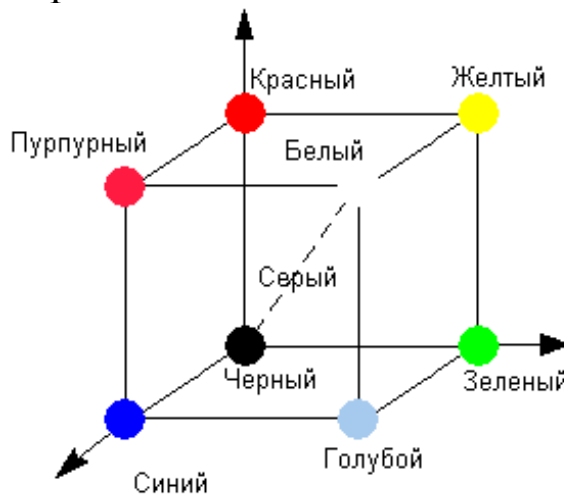 Красный
Желтый
Пурпурный
Белый
Серый
Черный
Зеленый
Голубой
Синий